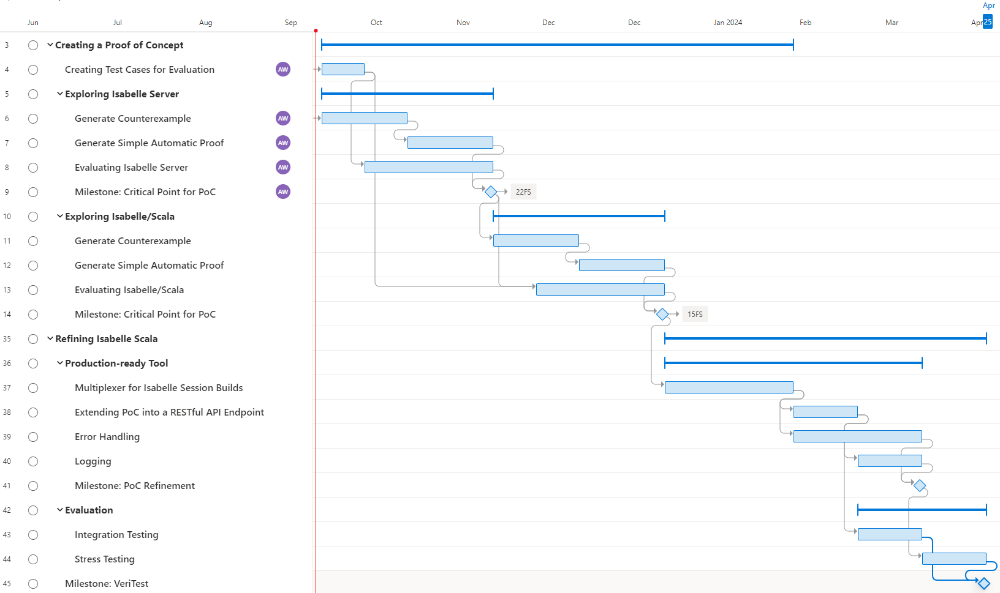 Apr
Jun Jul Aug Sep Oct Nov Dec Dec Jan 2024 Feb Mar Apr 25
3 Creating a Proof of Concept
4 Creating Test Cases for Evaluation AW
5 Exploring Isabelle Server
6 Generate Counterexample AW
7 Generate Simple Automatic Proof AW
8 Evaluating Isabelle Server AW
9 Milestone: Critical Point for PoC AW 22FS
10 Exploring Isabelle/Scala
11 Generate Counterexample
12 Generate Simple Automatic Proof
13 Evaluating Isabelle/Scala
14 Milestone: Critical Point for PoC 15FS
35 Refining Isabelle Scala
36 Production-ready Tool
37 Multiplexer for Isabelle Session Builds
38 Extending PoC into a RESTful API Endpoint
39 Error Handling
40 Logging
41 Milestone: PoC Refinement
42 Evaluation
43 Integration Testing
44 Stress Testing
45 Milestone: VeriTest